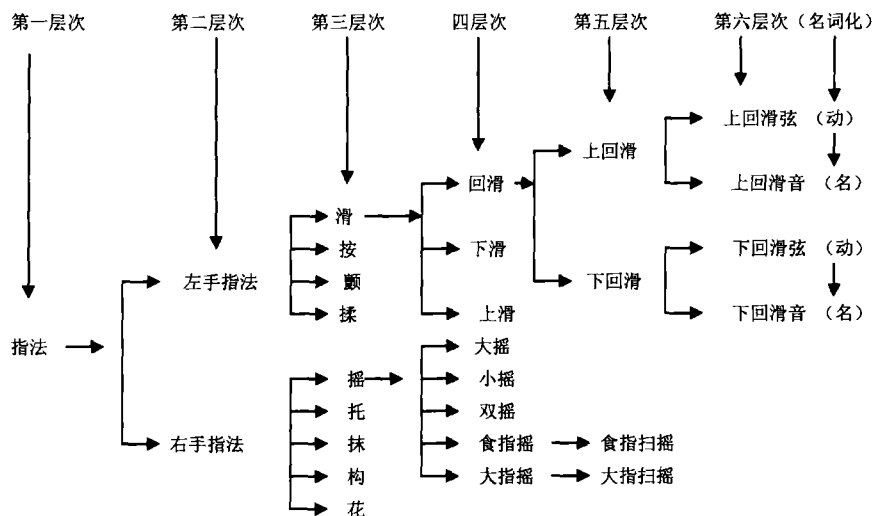 第一层次 第二层次 第三层次 四层次 第五层次 第六层次（名词化）
上回滑弦 （动）
上回滑
回滑 上回滑音 （名）
滑
按 下滑 下回滑弦 （动）
左手指法 颤 下回滑
揉 上滑 下回滑音 （名）
指法 大摇
摇 小摇
托 双摇
右手指法 抹 食指摇 食指扫摇
构 大指摇 大指扫摇
花